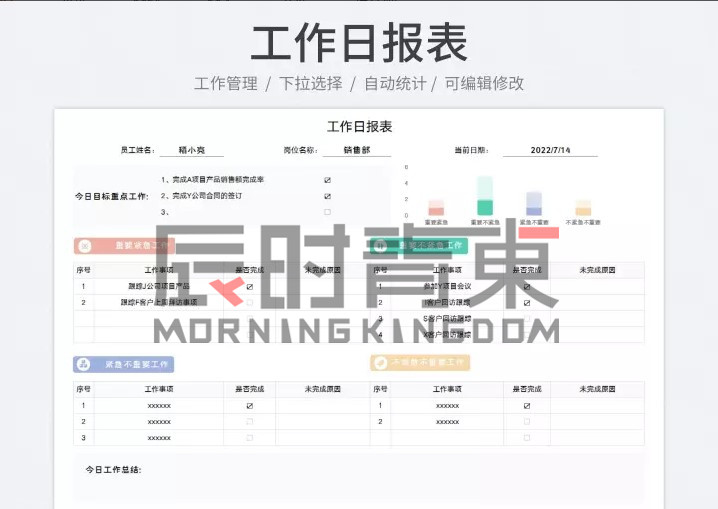 工作日报表
工作管理 / 下拉选择 / 自动统计 / 可编辑修改
工作日报表
员工姓名: 稻小亮 岗位名称: 销售部 当前日期: 2022/7/14
今日目标重点工作:
1、完成A项目产品销售额完成率
2、完成Y公司合同的签订
3、
6
4
2
0
重要紧急 重要不紧急 紧急不重要 不紧急不重要
重要紧急工作 重要不紧急工作
辰时青東
MORNINGKINGDOM
序号 工作事项 是否完成 未完成原因 序号 工作事项 是否完成 未完成原因
1 跟踪J公司项目产品 1 参加Y项目会议
2 跟踪F客户上门拜访事项 2 客户回访跟踪
3 S客户回访跟踪
4 客户回访跟踪
紧急不重要工作 不紧急不重要工作
序号 工作事项 是否完成 未完成原因 序号 工作事项 是否完成 未完成原因
1 xxxxxx 1 xxxxxx
2 xxxxxx 2 xxxxxx
3 xxxxxx
今日工作总结: